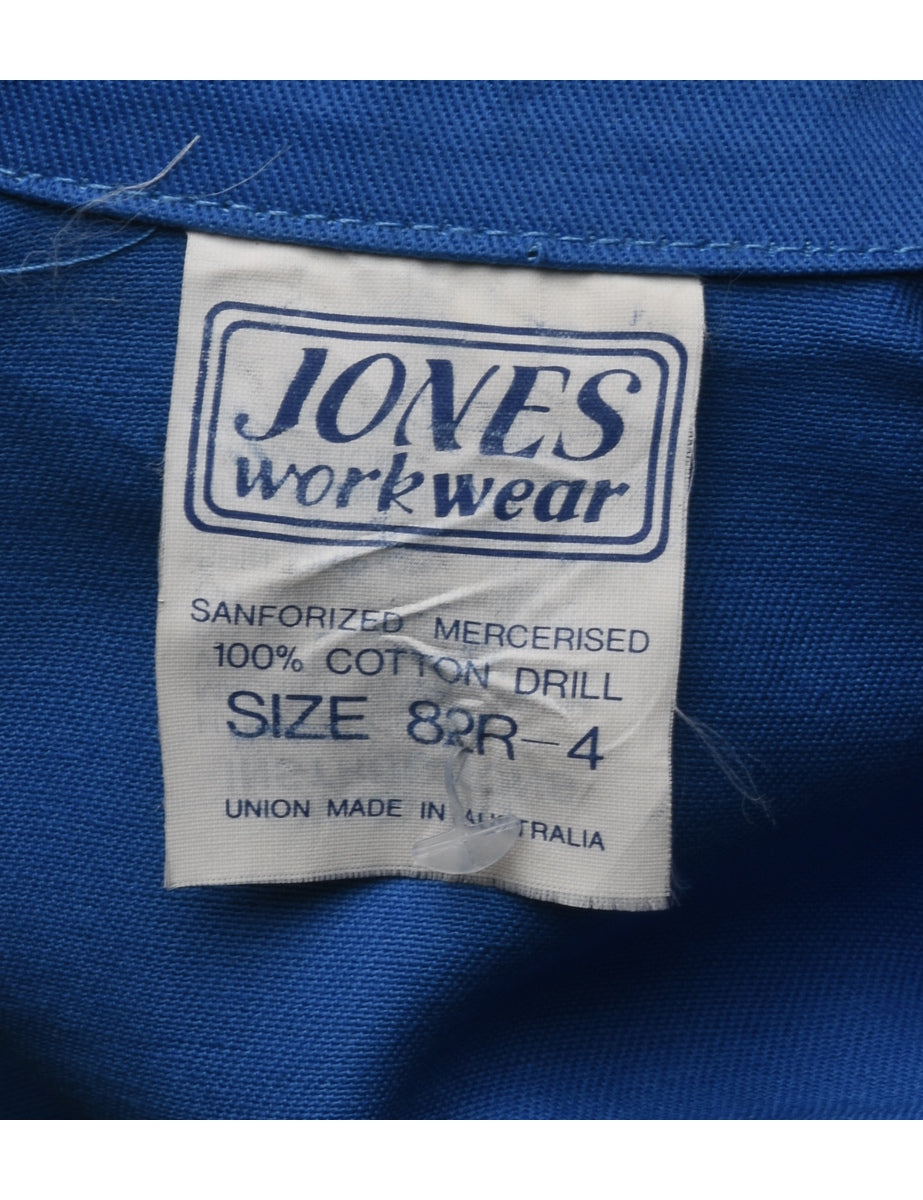 JONES
workwear
SANFORIZED MERCERISED
100% COTTON DRILL
SIZE 82R-4
UNION MADE IN AUSTRALIA